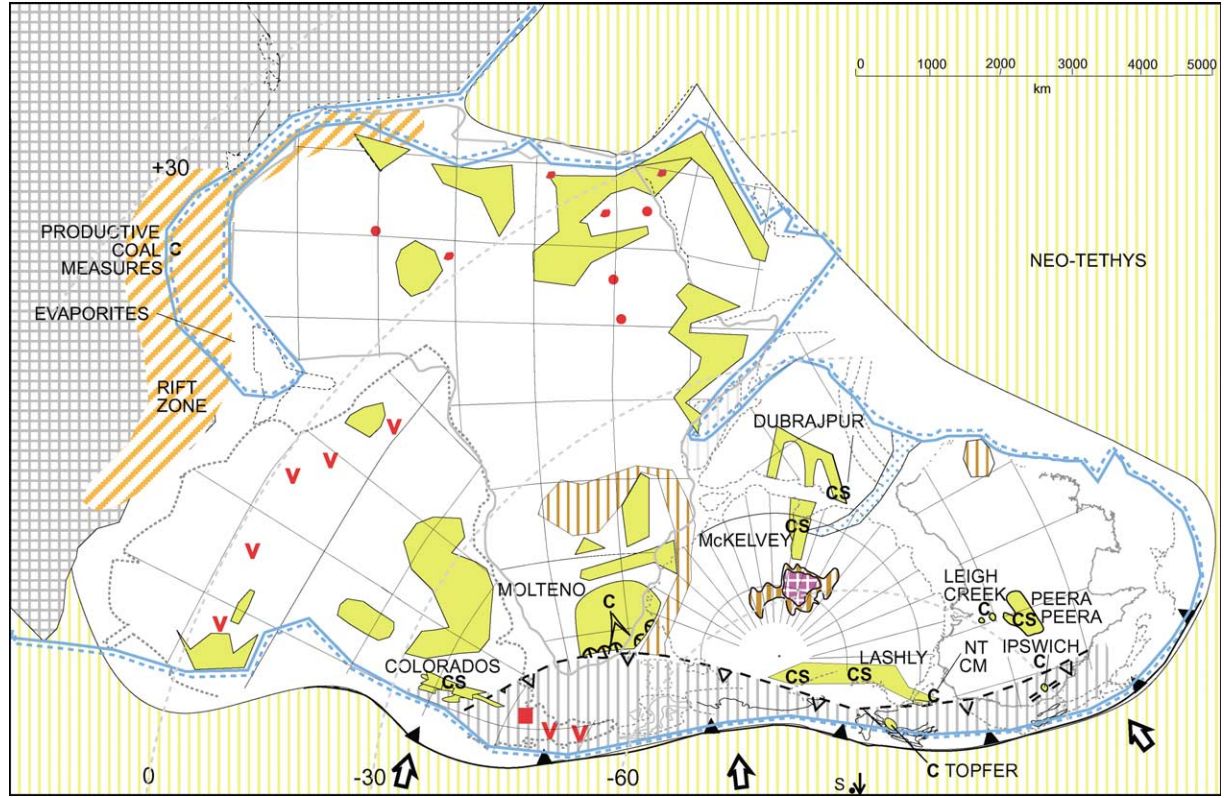 0 1000 2000 3000 4000 5000
km
+30
PRODUCTIVE
COAL C
MEASURES
NEO-TETHYS
EVAPORITES
RIFT
ZONE
V
V
V
V
V
DUBRAJPUR
CS
CS
McKELVEY
MOLTENO
C
LEIGH
CREEK
C
PEERA
PEERA
CS
NT
CM
IPSWICH
C
COLORADOS
CS
LASHLY
CS
CS
C
V V
C TOPFER
0
-30
-60
S